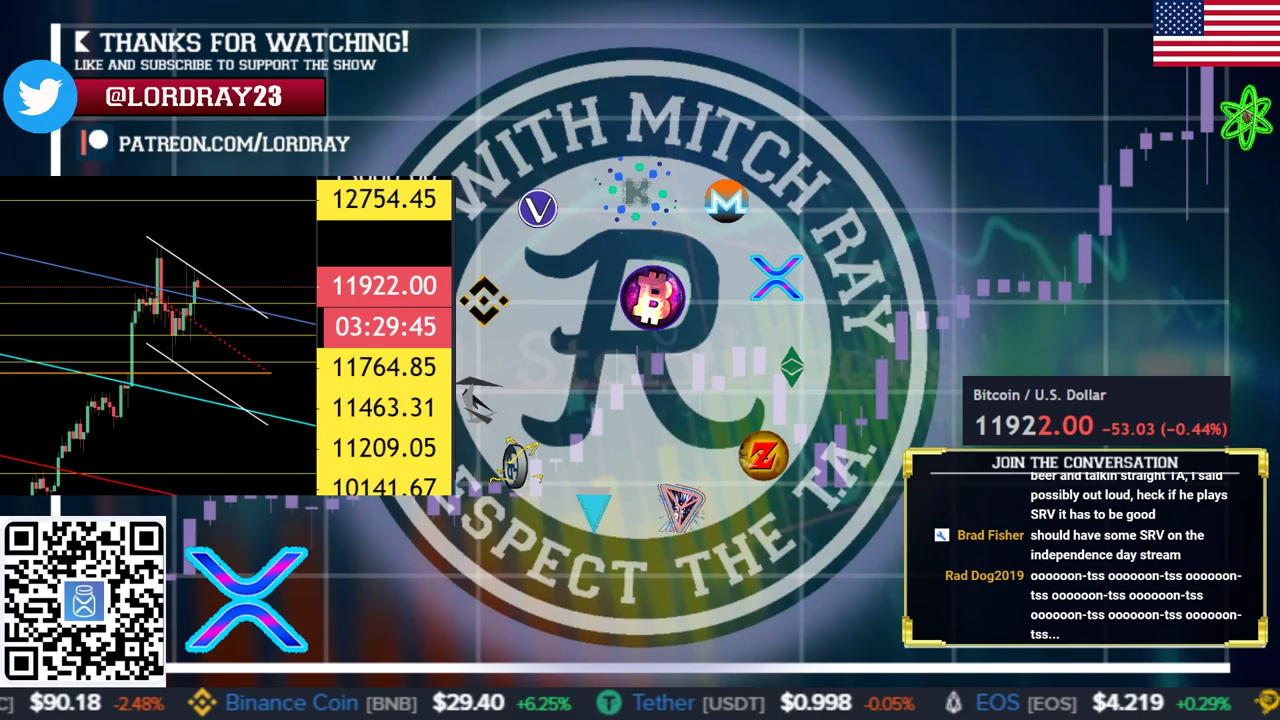 THANKS FOR WATCHING!
LIKE AND SUBSCRIBE TO SUPPORT THE SHOW
@LORDRAY23
PATREON.COM/LORDRAY
WITH MITCH RAY
R
12754.45
11922.00
03:29:45
11764.85
11463.31
11209.05
10141.67
Bitcoin / U.S. Dollar
11922.00 −53.03 (−0.44%)
JOIN THE CONVERSATION
beer and talkin straight TA, I said
possibly out loud, heck if he plays
SRV it has to be good
Brad Fisher should have some SRV on the
independence day stream
Rad Dog2019 oooooon-tss oooooon-tss oooooon-
tss oooooon-tss oooooon-tss
oooooon-tss oooooon-tss oooooon-
tss...
THE T.A.
C] $90.18 -2.48% Binance Coin [BNB] $29.40 +6.25% Tether [USDT] $0.998 -0.05% EOS [EOS] $4.219 +0.29%